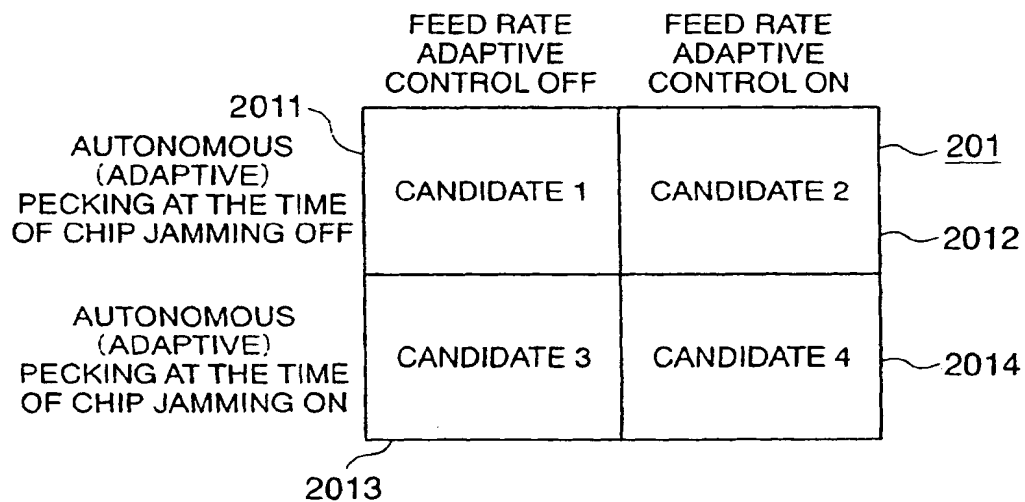 FEED RATE
ADAPTIVE
CONTROL OFF
FEED RATE
ADAPTIVE
CONTROL ON
2011
AUTONOMOUS
(ADAPTIVE)
PECKING AT THE TIME
OF CHIP JAMMING OFF
CANDIDATE 1
CANDIDATE 2
201
2012
AUTONOMOUS
(ADAPTIVE)
PECKING AT THE TIME
OF CHIP JAMMING ON
CANDIDATE 3
CANDIDATE 4
2014
2013